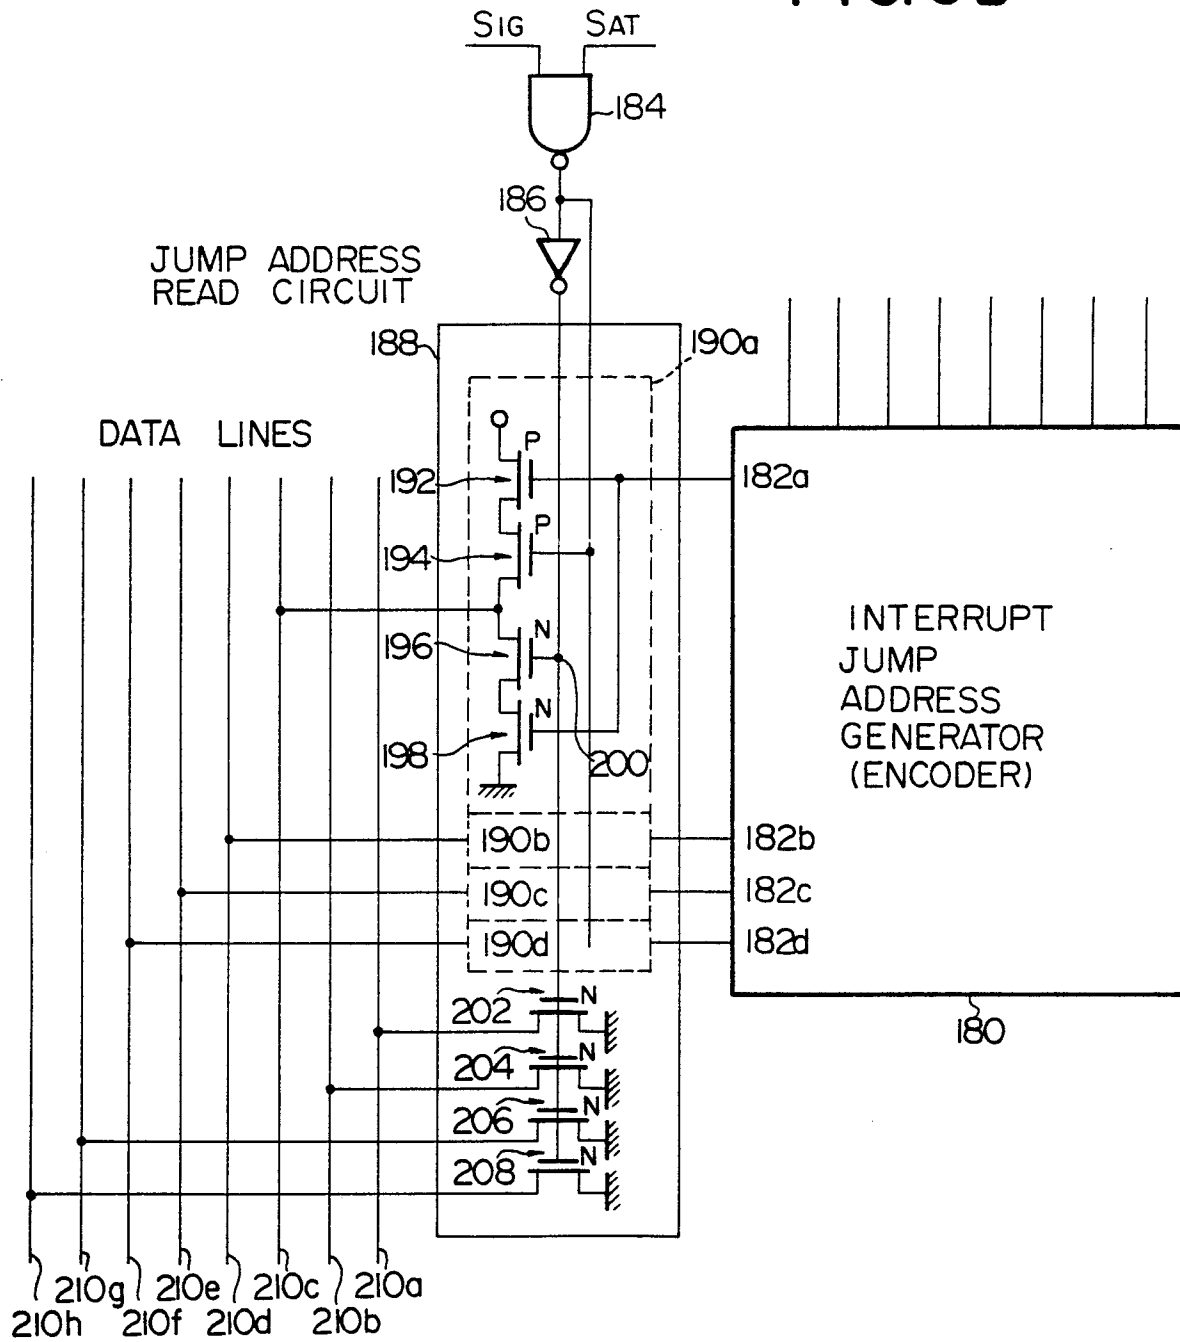 SIG SAT
184
186
JUMP ADDRESS
READ CIRCUIT
188
190a
DATA LINES
P
192
182a
P
194
N
196
INTERRUPT
JUMP
ADDRESS
GENERATOR
(ENCODER)
N
198
200
190b
182b
190c
182c
190d
182d
202
N
180
204
N
206
N
208
N
210g 210e 210c 210a
210h 210f 210d 210b